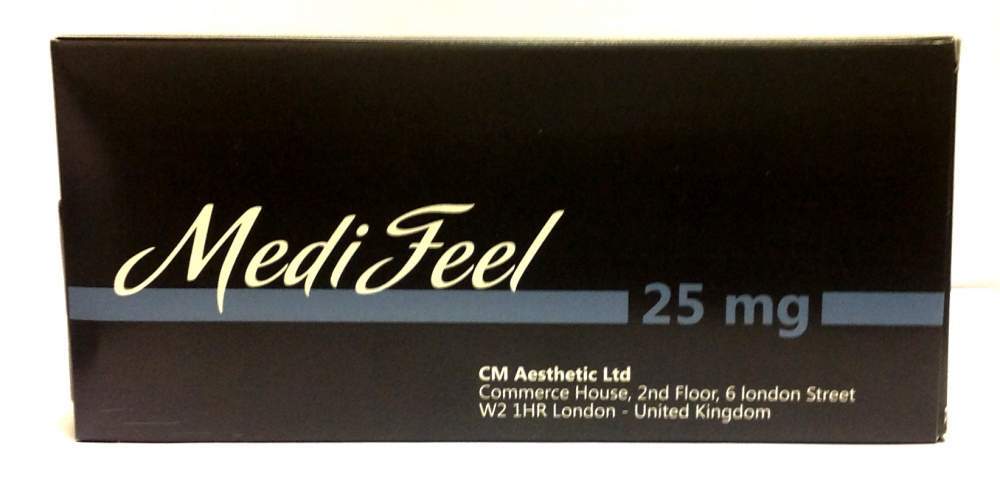 MediFeel
25 mg
CM Aesthetic Ltd
Commerce House, 2nd Floor, 6 london Street
W2 1HR London - United Kingdom